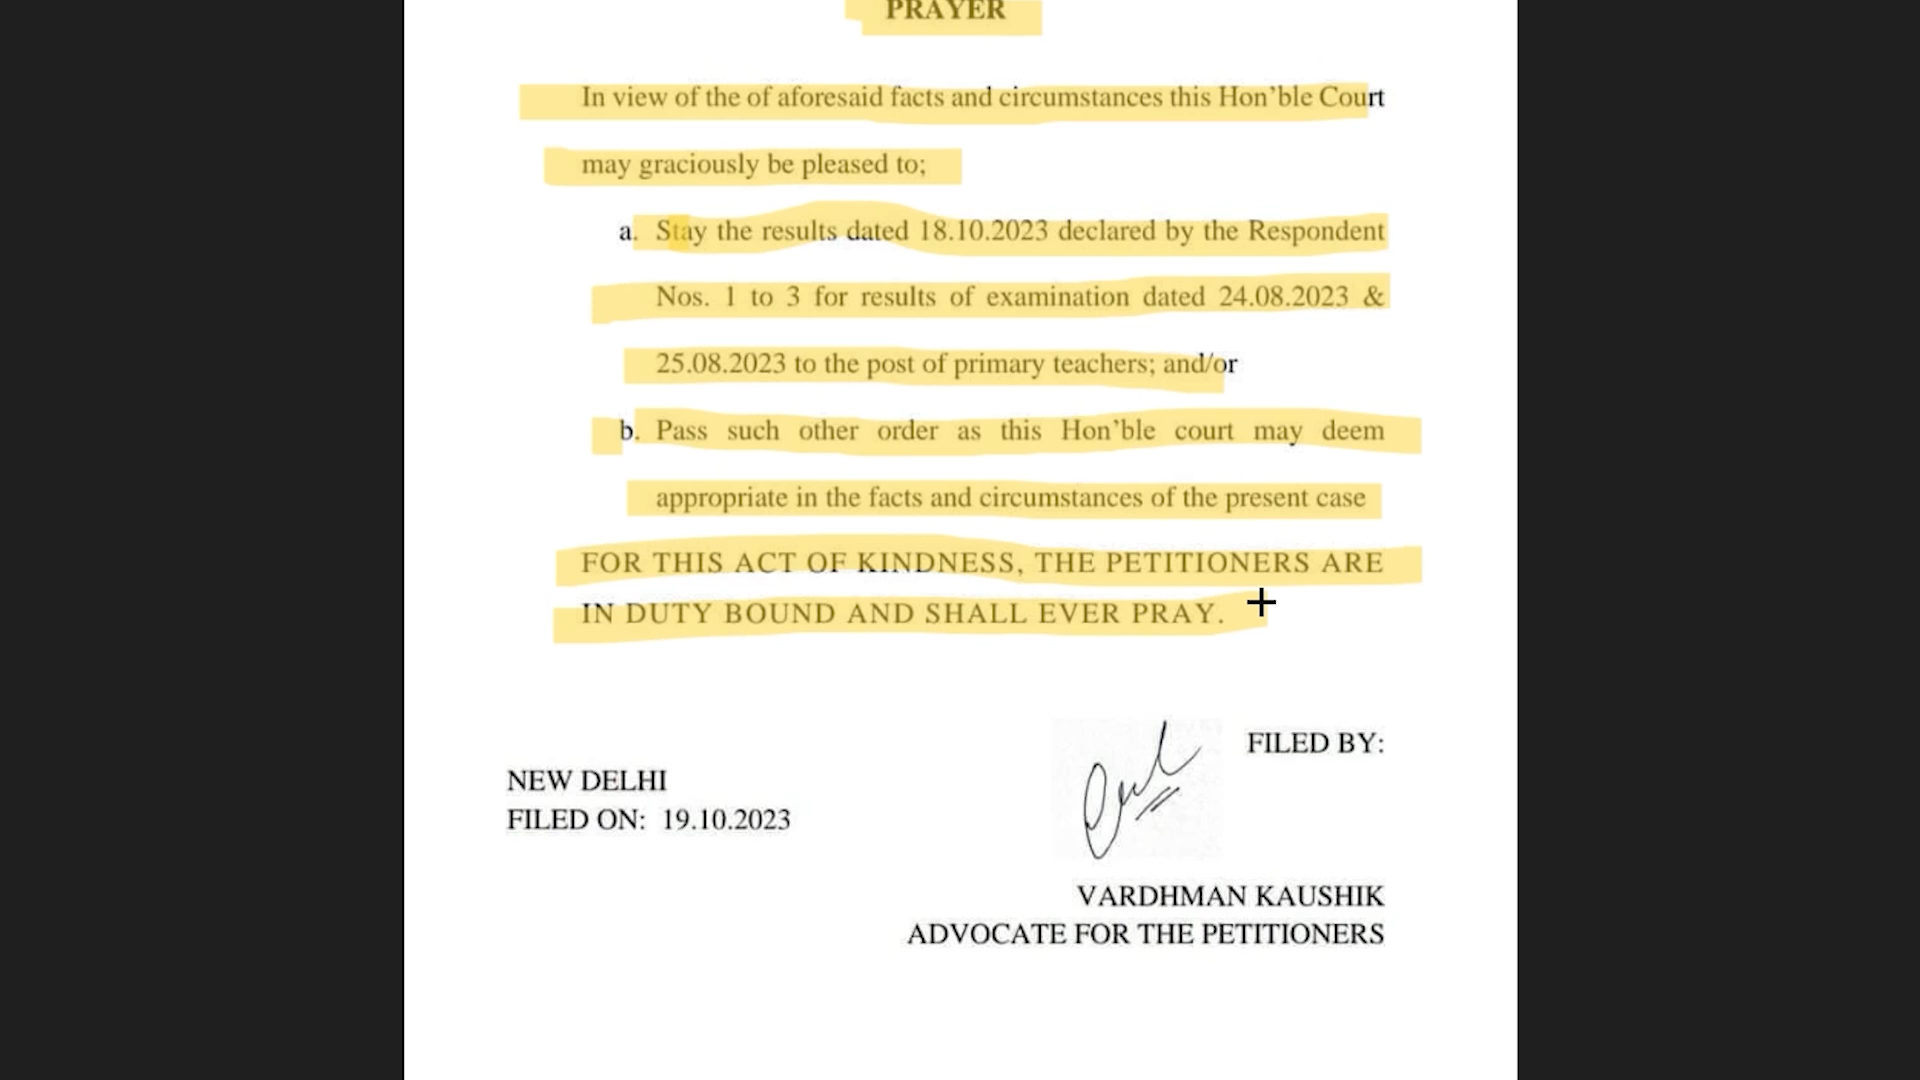 PRAYER
In view of the of aforesaid facts and circumstances this Hon’ble Court
may graciously be pleased to;
a. Stay the results dated 18.10.2023 declared by the Respondent
Nos. 1 to 3 for results of examination dated 24.08.2023 &
25.08.2023 to the post of primary teachers; and/or
b. Pass such other order as this Hon’ble court may deem
appropriate in the facts and circumstances of the present case
FOR THIS ACT OF KINDNESS, THE PETITIONERS ARE
IN DUTY BOUND AND SHALL EVER PRAY.
FILED BY:
NEW DELHI
FILED ON: 19.10.2023
VARDHMAN KAUSHIK
ADVOCATE FOR THE PETITIONERS